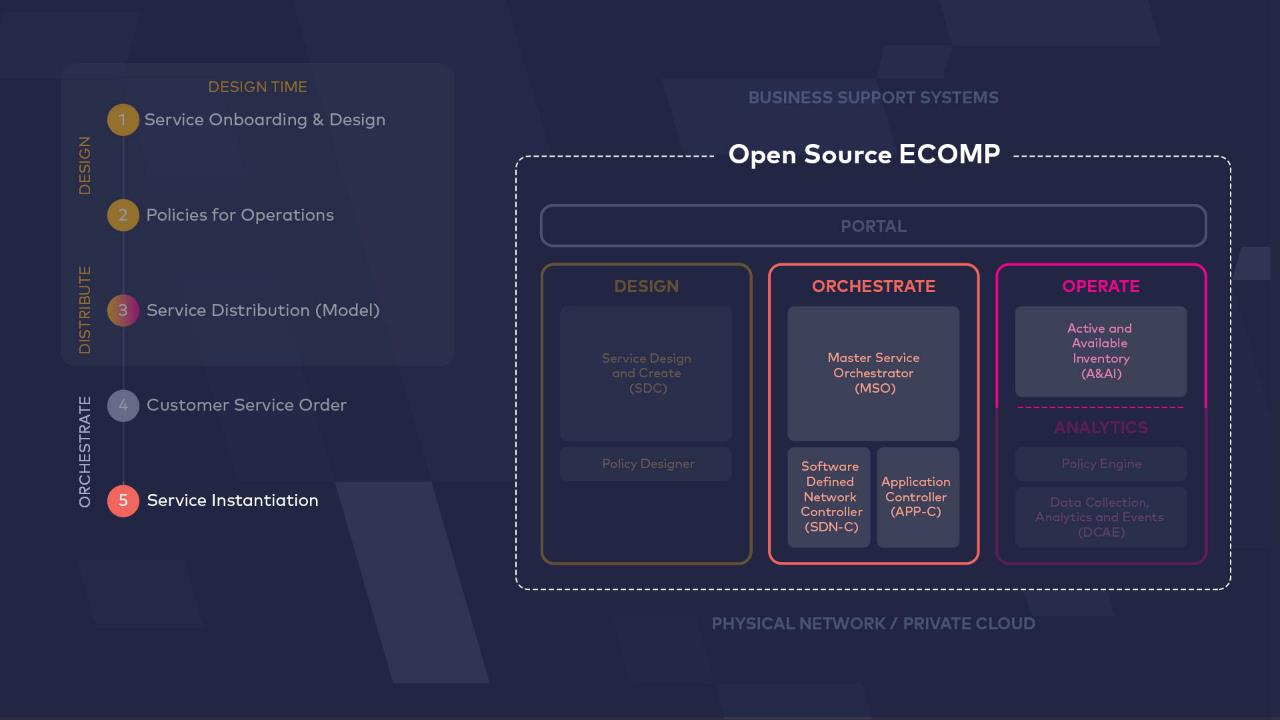 DESIGN TIME
DESIGN
1 Service Onboarding & Design
2 Policies for Operations
DISTRIBUTE
3 Service Distribution (Model)
ORCHESTRATE
4 Customer Service Order
5 Service Instantiation
BUSINESS SUPPORT SYSTEMS
Open Source ECOMP
PORTAL
DESIGN
Service Design
and Create
(SDC)
Policy Designer
ORCHESTRATE
Master Service
Orchestrator
(MSO)
Software
Defined
Network
Controller
(SDN-C)
Application
Controller
(APP-C)
OPERATE
Active and
Available
Inventory
(A&AI)
ANALYTICS
Policy Engine
Data Collection,
Analytics and Events
(DCAE)
PHYSICAL NETWORK / PRIVATE CLOUD